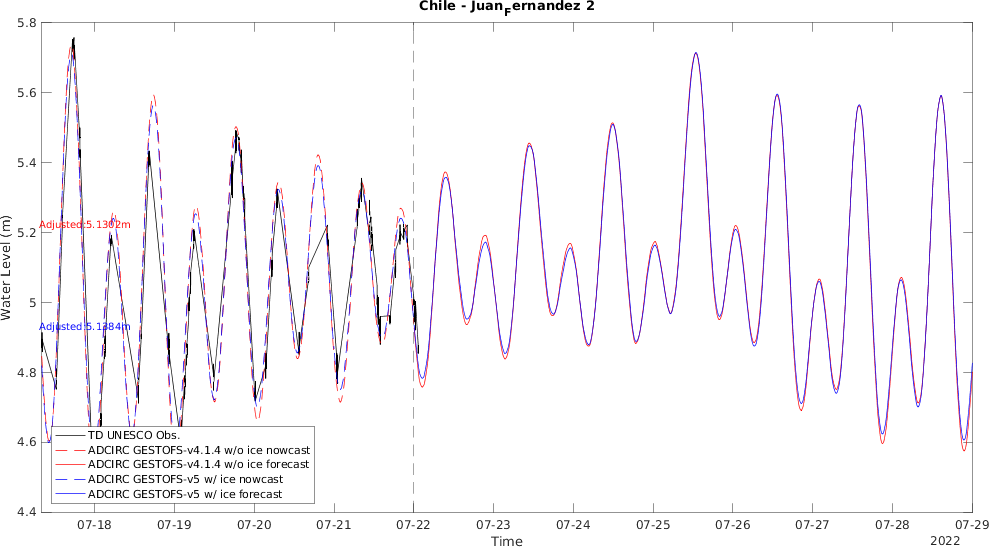 Chile - Juan_Fernandez 2
5.8
5.6
5.4
5.2
5
4.8
4.6
4.4
Water Level (m)
Adjusted:5.1302m
Adjusted:5.1384m
TD UNESCO Obs.
ADCIRC GESTOFS-v4.1.4 w/o ice nowcast
ADCIRC GESTOFS-v4.1.4 w/o ice forecast
ADCIRC GESTOFS-v5 w/ ice nowcast
ADCIRC GESTOFS-v5 w/ ice forecast
07-18 07-19 07-20 07-21 07-22 07-23 07-24 07-25 07-26 07-27 07-28 07-29
Time
2022